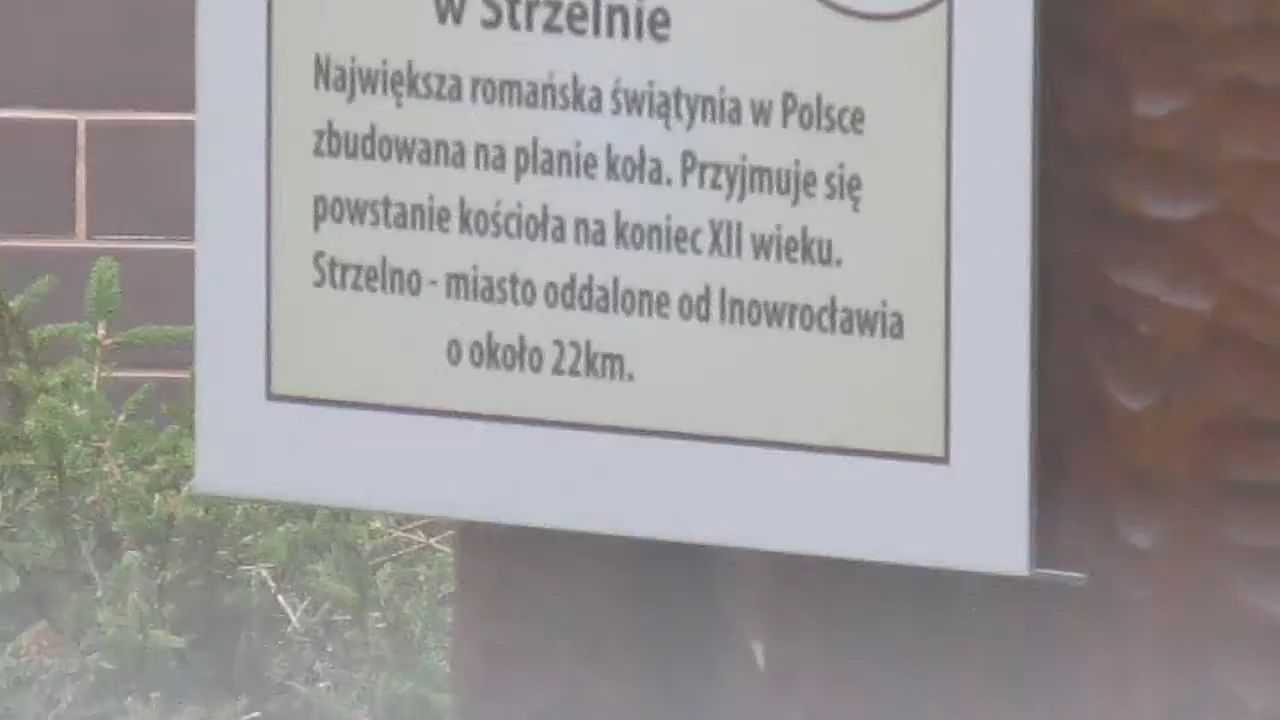 w Strzelnie
Największa romańska świątynia w Polsce
zbudowana na planie koła. Przyjmuje się
powstanie kościoła na koniec XII wieku.
Strzelno - miasto oddalone od Inowrocławia
o około 22km.